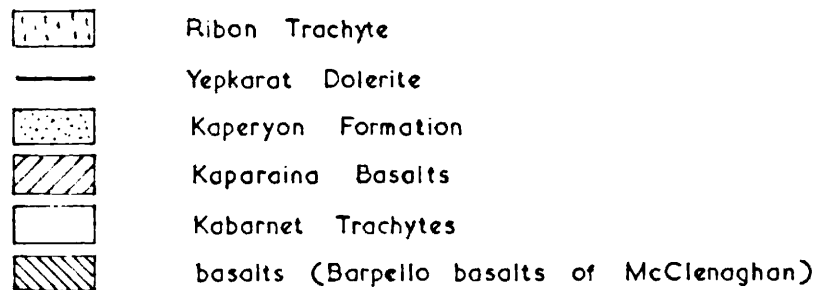 Ribon Trachyte
Yepkarat Dolerite
Kaperyon Formation
Kaparaina Basalts
Kabarnet Trachytes
basalts (Barpello basalts of McClenaghan)